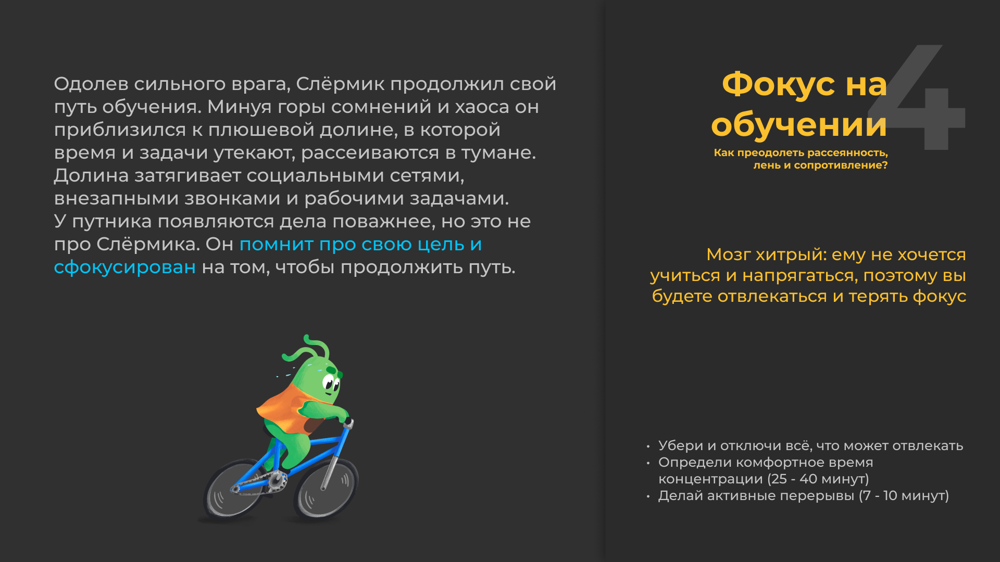 Одолев сильного врага, Слёрмик продолжил свой
путь обучения. Минуя горы сомнений и хаоса он
приблизился к плюшевой долине, в которой
время и задачи утекают, рассеиваются в тумане.
Долина затягивает социальными сетями,
внезапными звонками и рабочими задачами.
У путника появляются дела поважнее, но это не
про Слёрмика. Он помнит про свою цель и
сфокусирован на том, чтобы продолжить путь.
4
Фокус на
обучении
Как преодолеть рассеянность,
лень и сопротивление?
Мозг хитрый: ему не хочется
учиться и напрягаться, поэтому вы
будете отвлекаться и терять фокус
• Убери и отключи всё, что может отвлекать
• Определи комфортное время
концентрации (25 - 40 минут)
• Делай активные перерывы (7 - 10 минут)